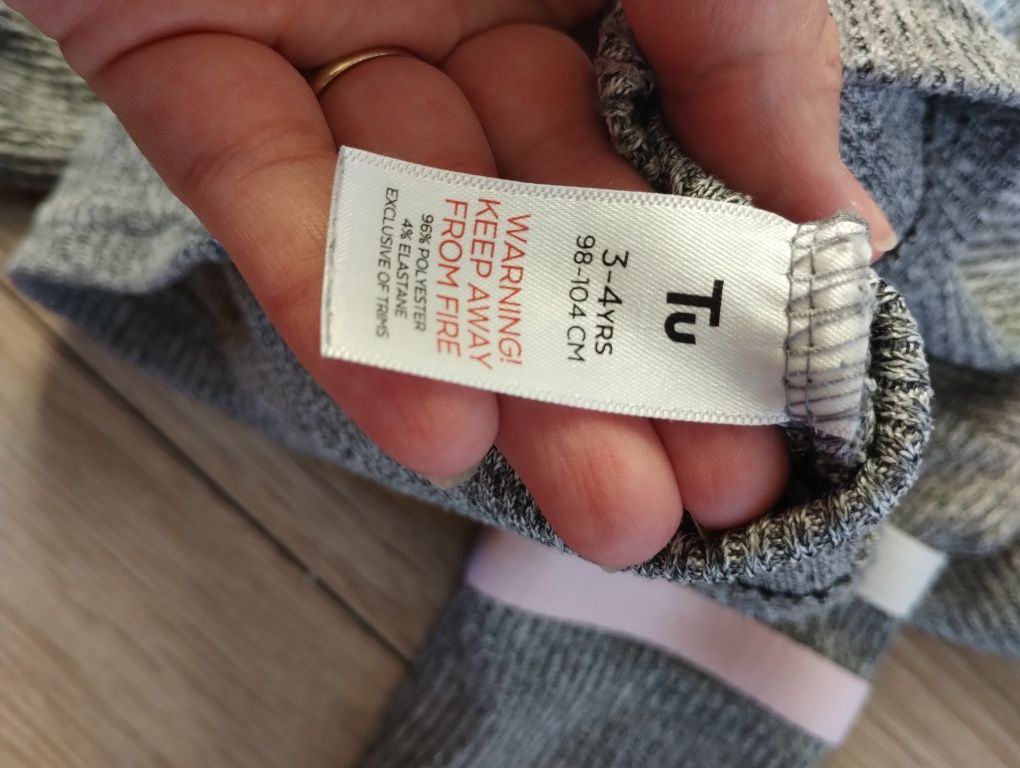 Tu
3-4YRS
98-104 CM
WARNING!
KEEP AWAY
FROM FIRE
96% POLYESTER
4% ELASTANE
EXCLUSIVE OF TRIMS